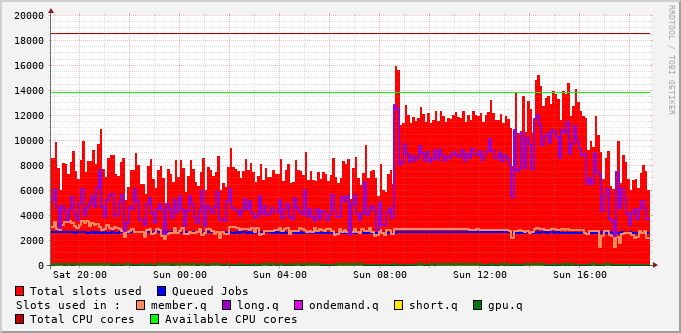 20000
18000
16000
14000
12000
10000
8000
6000
4000
2000
0
Sat 20:00 Sun 00:00 Sun 04:00 Sun 08:00 Sun 12:00 Sun 16:00
RRDTOOL / TOBI OETIKER
Total slots used Queued Jobs
Slots used in : member.q long.q ondemand.q short.q gpu.q
Total CPU cores Available CPU cores